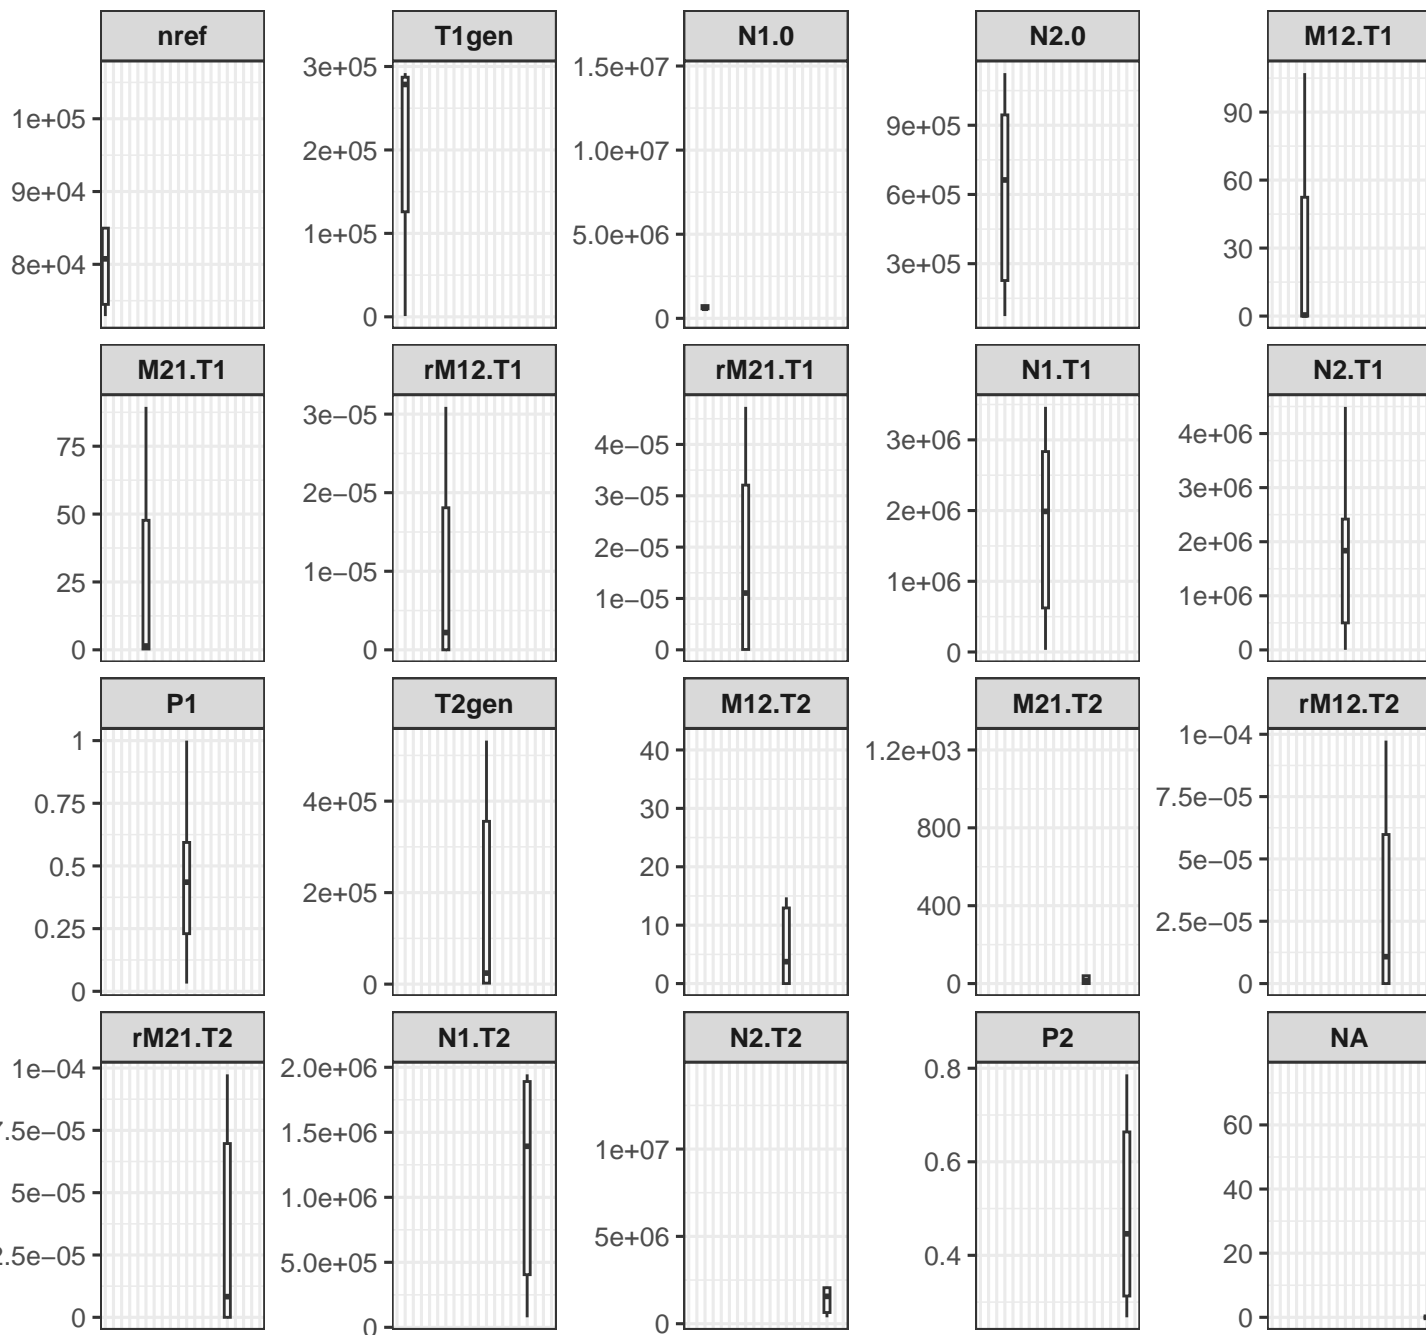 nref T1gen N1.0 N2.0 M12.T1
1e+05
9e+04
8e+04
3e+05
2e+05
1e+05
0
1.5e+07
1.0e+07
5.0e+06
0
9e+05
6e+05
3e+05
90
60
30
0
M21.T1 rM12.T1 rM21.T1 N1.T1 N2.T1
75
50
25
0
3e−05
2e−05
1e−05
0
4e−05
3e−05
2e−05
1e−05
0
3e+06
2e+06
1e+06
0
4e+06
3e+06
2e+06
1e+06
0
P1 T2gen M12.T2 M21.T2 rM12.T2
1
0.75
0.5
0.25
0
4e+05
2e+05
0
40
30
20
10
0
1.2e+03
800
400
0
1e−04
7.5e−05
5e−05
2.5e−05
0
rM21.T2 N1.T2 N2.T2 P2 NA
1e−04
7.5e−05
5e−05
2.5e−05
0
2.0e+06
1.5e+06
1.0e+06
5.0e+05
0
1e+07
5e+06
0
0.8
0.6
0.4
60
40
20
0